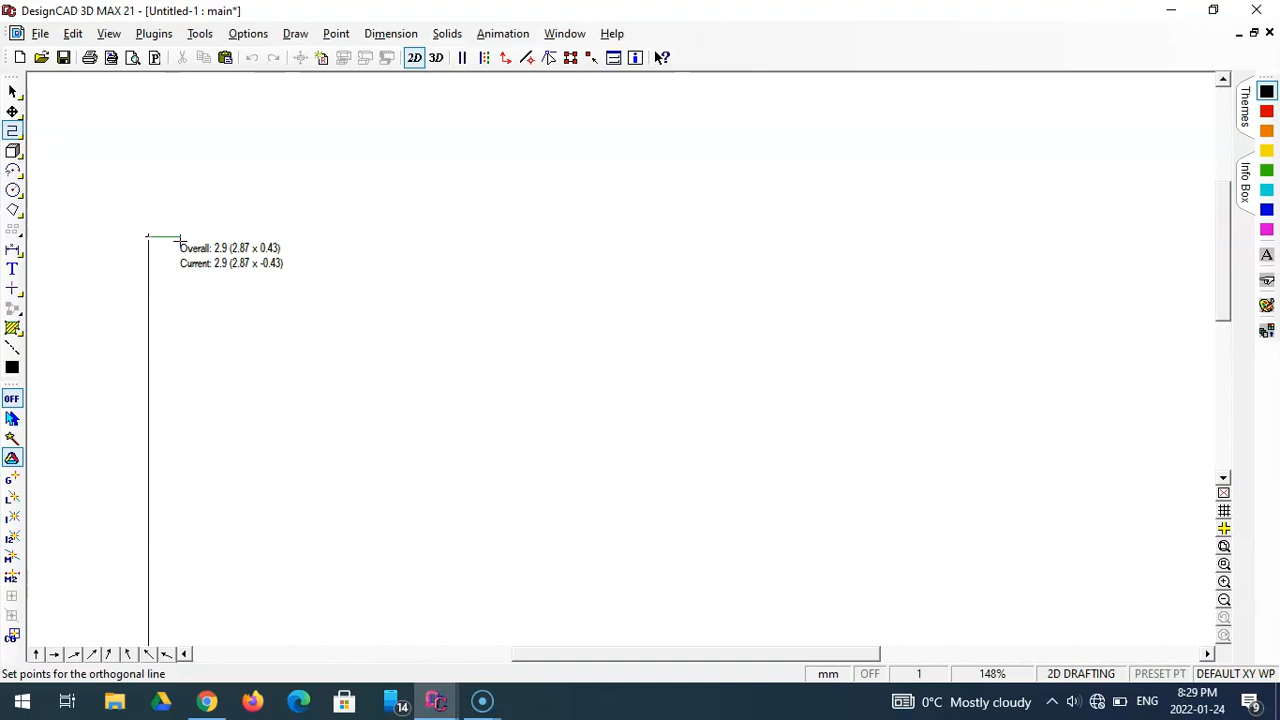 DesignCAD 3D MAX 21 - [Untitled-1 : main*]
File Edit View Plugins Tools Options Draw Point Dimension Solids Animation Window Help
2D 3D
Themes
Info Box
Overall: 2.9 (2.87 x 0.43)
Current: 2.9 (2.87 x -0.43)
OFF
Set points for the orthogonal line
mm OFF 1 148% 2D DRAFTING PRESET PT DEFAULT XY WP
14
0°C Mostly cloudy
ENG
8:29 PM
2022-01-24
9